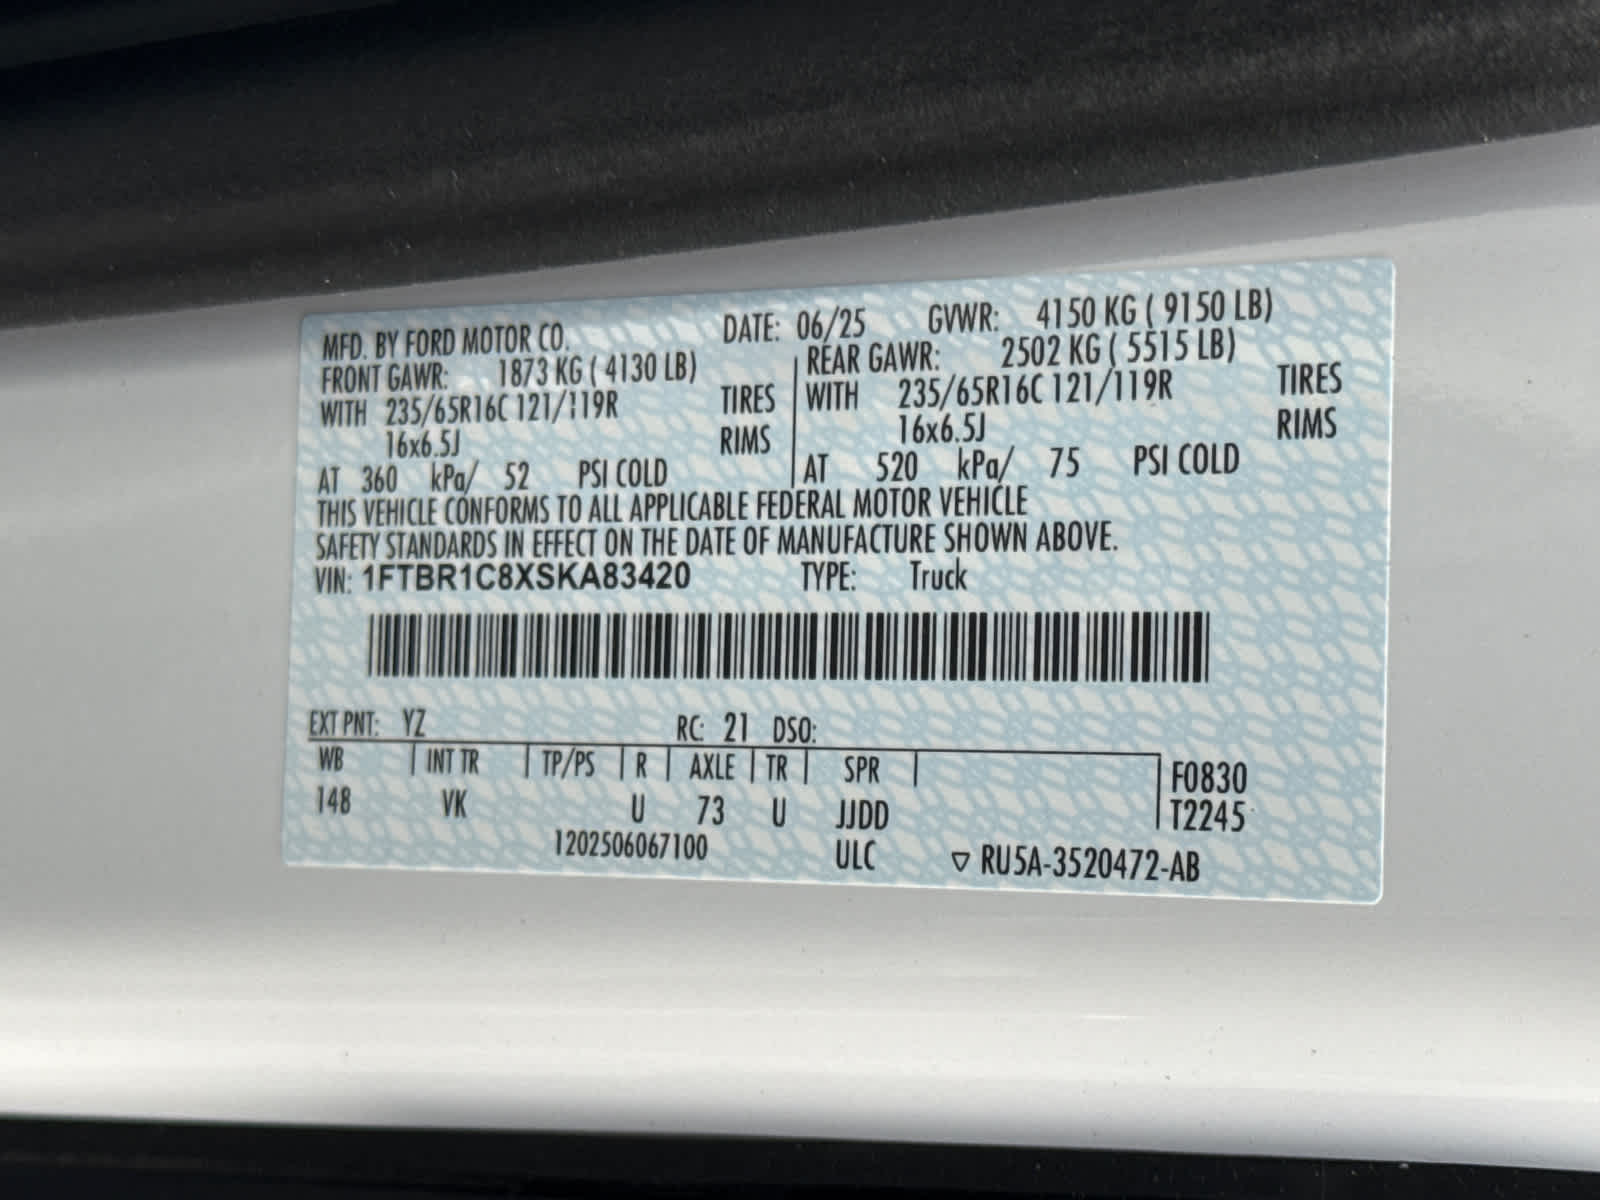 MFD. BY FORD MOTOR CO. DATE: 06/25 GVWR: 4150 KG ( 9150 LB)
FRONT GAWR: 1873 KG ( 4130 LB) REAR GAWR: 2502 KG ( 5515 LB)
WITH 235/65R16C 121/119R TIRES WITH 235/65R16C 121/119R TIRES
16x6.5J RIMS 16x6.5J RIMS
AT 360 kPa/ 52 PSI COLD AT 520 kPa/ 75 PSI COLD
THIS VEHICLE CONFORMS TO ALL APPLICABLE FEDERAL MOTOR VEHICLE
SAFETY STANDARDS IN EFFECT ON THE DATE OF MANUFACTURE SHOWN ABOVE.
VIN: 1FTBR1C8XSKA83420 TYPE: Truck
EXT PNT: YZ RC: 21 DSO:
WB INT TR TP/PS R AXLE TR SPR F0830
148 VK U 73 U JJDD T2245
1202506067100 ULC ▽ RU5A-3520472-AB